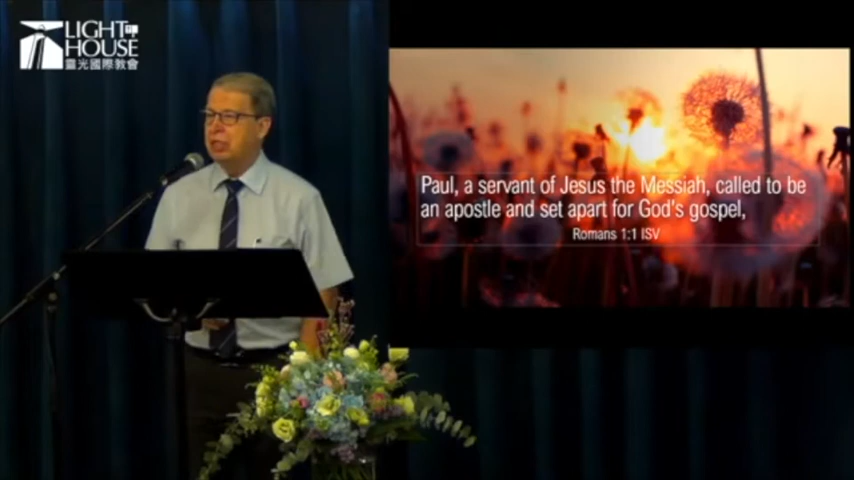 LIGHT
HOUSE
靈光國際教會
Paul, a servant of Jesus the Messiah, called to be
an apostle and set apart for God's gospel,
Romans 1:1 ISV